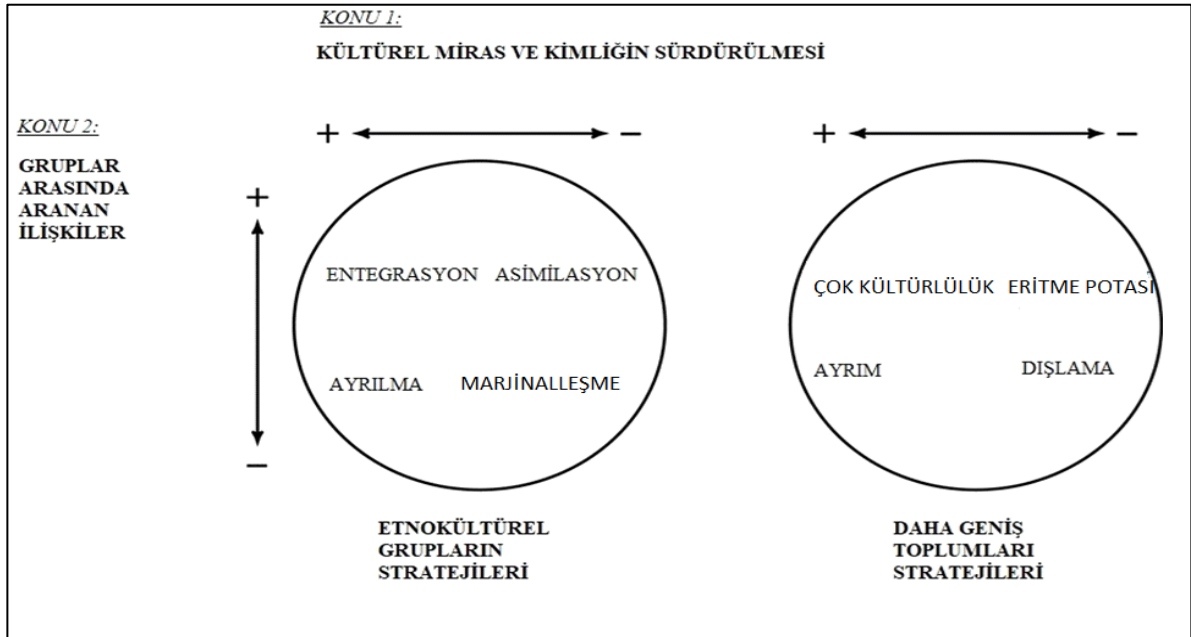 KONU 1:
KÜLTÜREL MİRAS VE KİMLİĞİN SÜRDÜRÜLMESİ
KONU 2:
GRUPLAR
ARASINDA
ARANAN
İLİŞKİLER
+ −
+ −
+
−
ENTEGRASYON ASİMİLASYON
AYRILMA MARJİNALLEŞME
ETNOKÜLTÜREL
GRUPLARIN
STRATEJİLERİ
ÇOK KÜLTÜRLÜLÜK ERİTME POTASİ
AYRIM DIŞLAMA
DAHA GENİŞ
TOPLUMLARI
STRATEJİLERİ